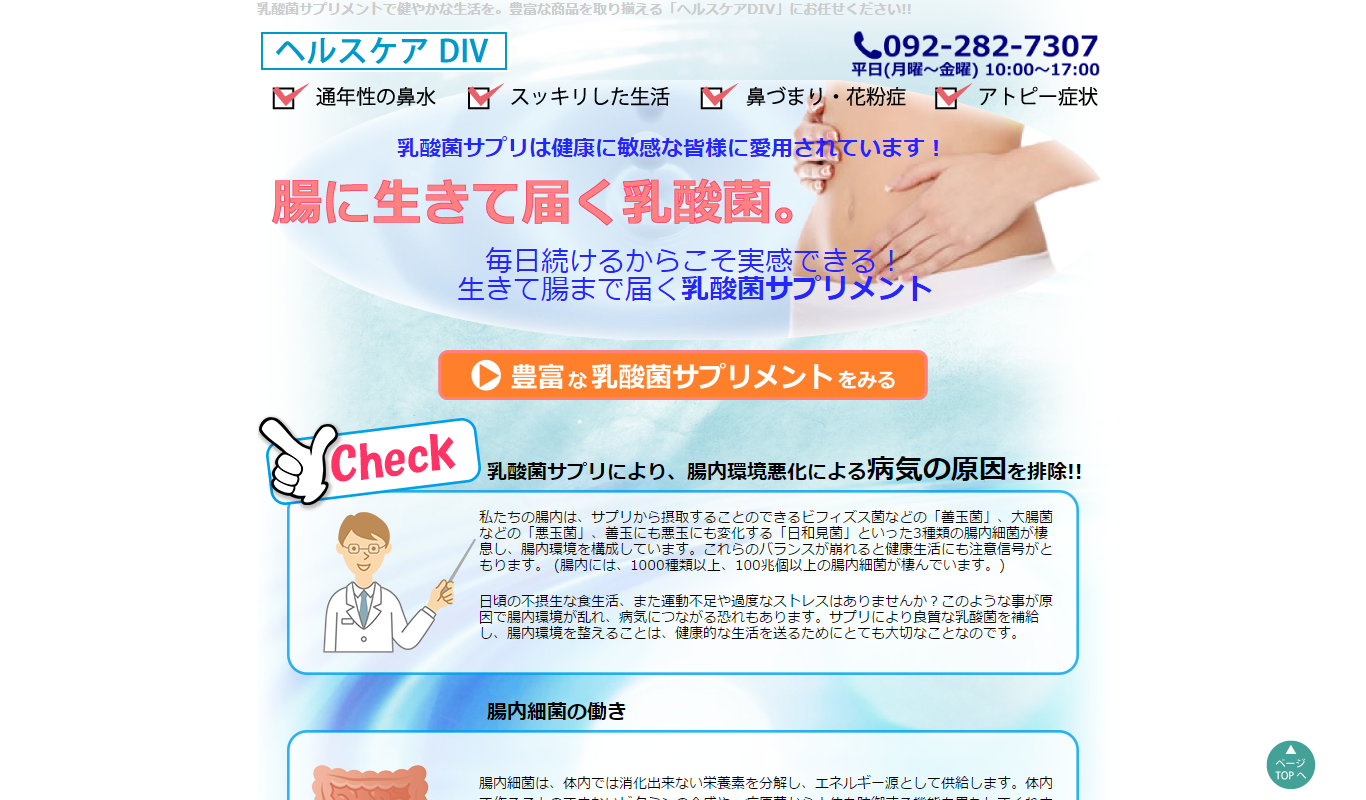 乳酸菌サプリメントで健やかな生活を。豊富な商品を取り揃える「ヘルスケアDIV」にお任せください!!
ヘルスケア DIV
092-282-7307
平日(月曜～金曜) 10:00～17:00
通年性の鼻水 スッキリした生活 鼻づまり・花粉症 アトピー症状
乳酸菌サプリは健康に敏感な皆様に愛用されています！
腸に生きて届く乳酸菌。
毎日続けるからこそ実感できる！
生きて腸まで届く乳酸菌サプリメント
豊富な乳酸菌サプリメントをみる
Check
乳酸菌サプリにより、腸内環境悪化による病気の原因を排除!!
私たちの腸内は、サプリから摂取することのできるビフィズス菌などの「善玉菌」、大腸菌
などの「悪玉菌」、善玉にも悪玉にも変化する「日和見菌」といった3種類の腸内細菌が棲
息し、腸内環境を構成しています。これらのバランスが崩れると健康生活にも注意信号がと
もります。 (腸内には、1000種類以上、100兆個以上の腸内細菌が棲んでいます。)
日頃の不摂生な食生活、また運動不足や過度なストレスはありませんか？このような事が原
因で腸内環境が乱れ、病気につながる恐れもあります。サプリにより良質な乳酸菌を補給
し、腸内環境を整えることは、健康的な生活を送るためにとても大切なことなのです。
腸内細菌の働き
腸内細菌は、体内では消化出来ない栄養素を分解し、エネルギー源として供給します。体内
ページ
TOPへ